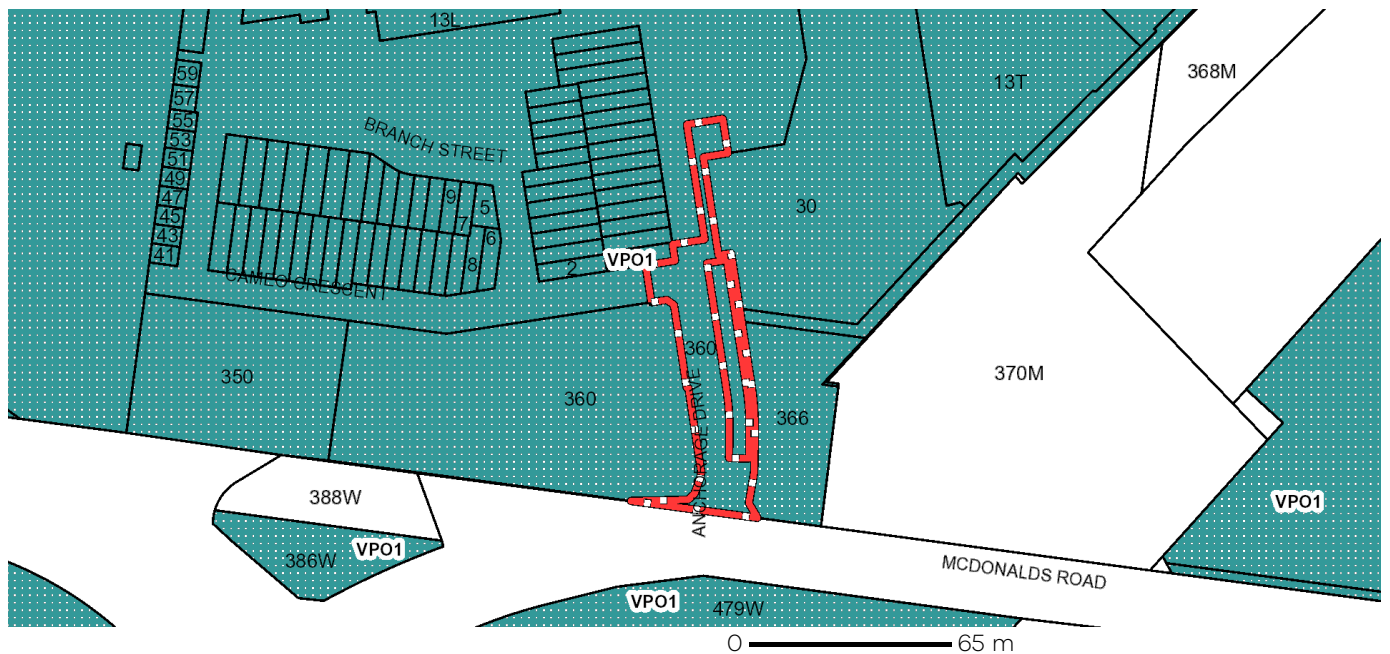 13L
59
57
55
53
51
49
47
45
43
41
BRANCH STREET
13T
368M
9
5
7
6
8
30
2
VPO1
CAMEO CRESCENT
350
360
360
366
370M
ANCHORAGE DRIVE
388W
386W
VPO1
VPO1
MCDONALDS ROAD
VPO1
479W
0 65 m